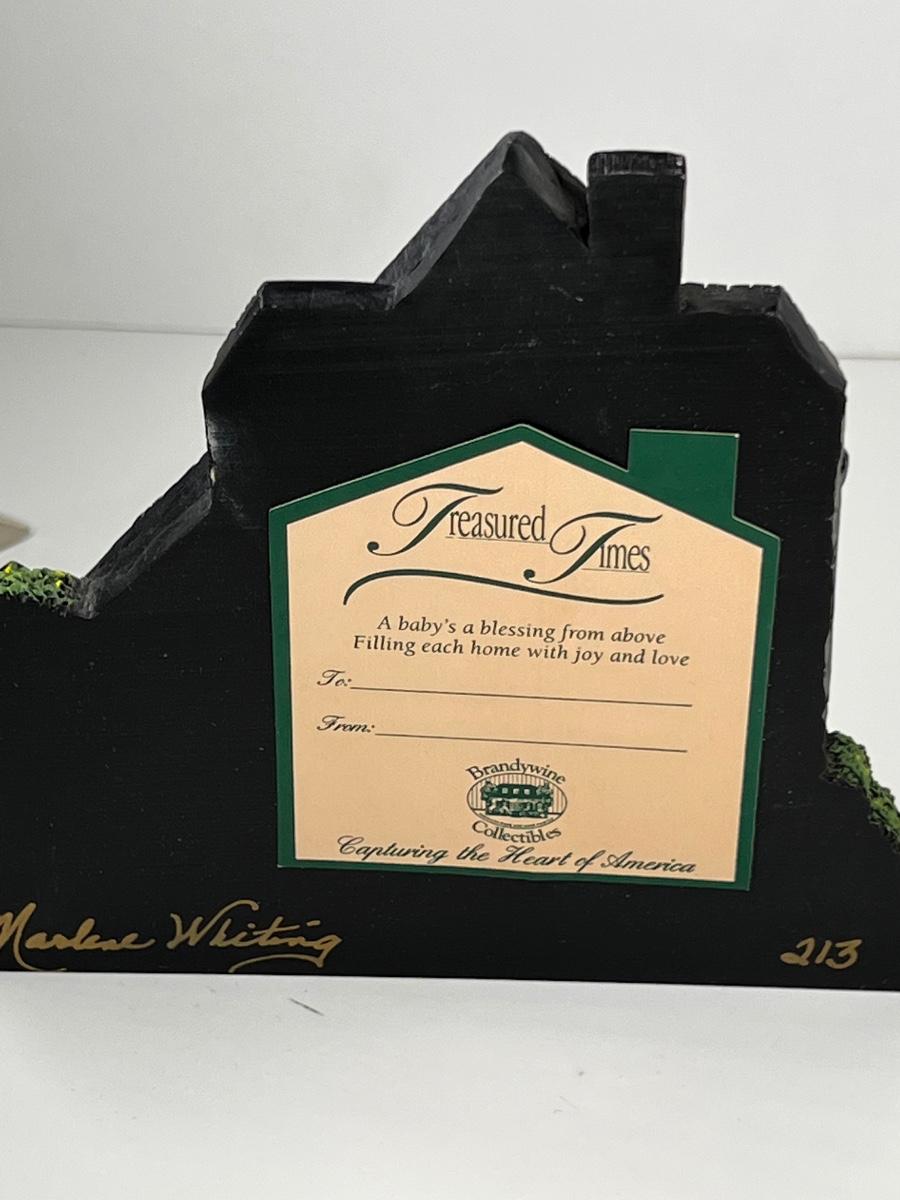 Treasured Times
A baby's a blessing from above
Filling each home with joy and love
To:
From:
Brandywine
Collectibles
Capturing the Heart of America
Marlene Whiting
213